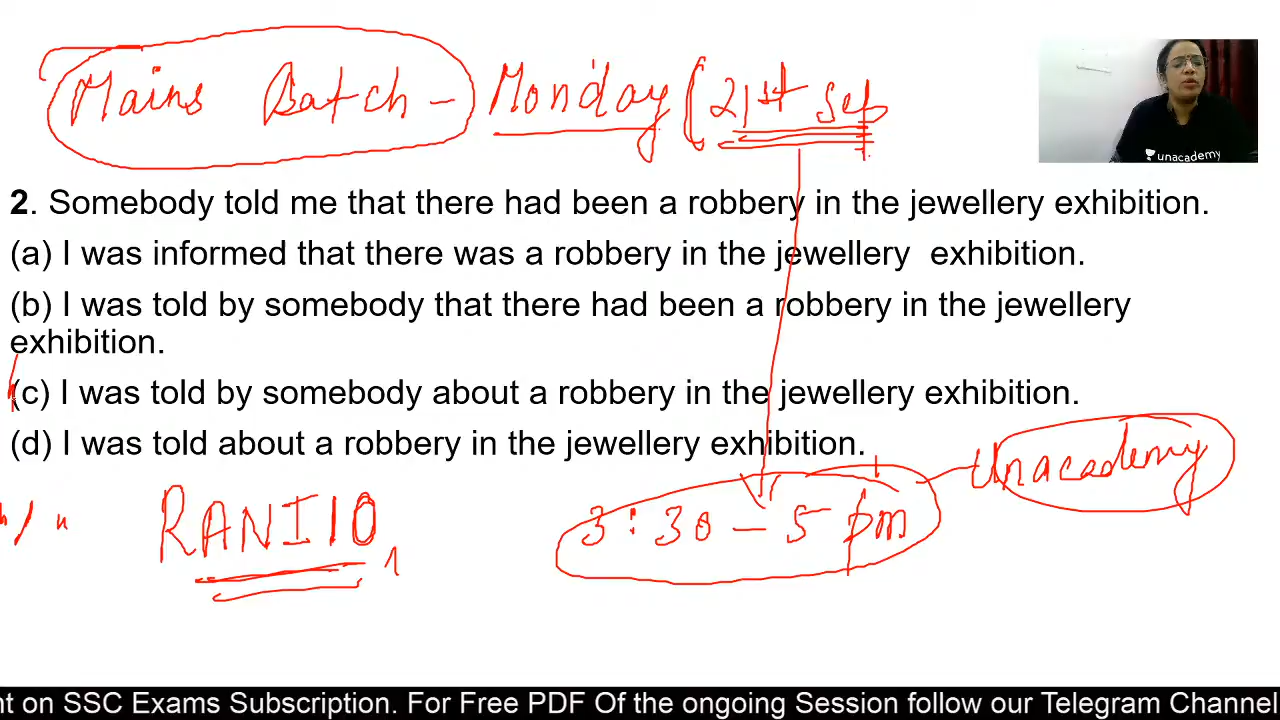 Mains Batch - Monday (21st Sep
unacademy
2. Somebody told me that there had been a robbery in the jewellery exhibition.
(a) I was informed that there was a robbery in the jewellery exhibition.
(b) I was told by somebody that there had been a robbery in the jewellery
exhibition.
(c) I was told by somebody about a robbery in the jewellery exhibition.
(d) I was told about a robbery in the jewellery exhibition.
Unacademy
RANI10
3:30 - 5 pm
nt on SSC Exams Subscription. For Free PDF Of the ongoing Session follow our Telegram Channel